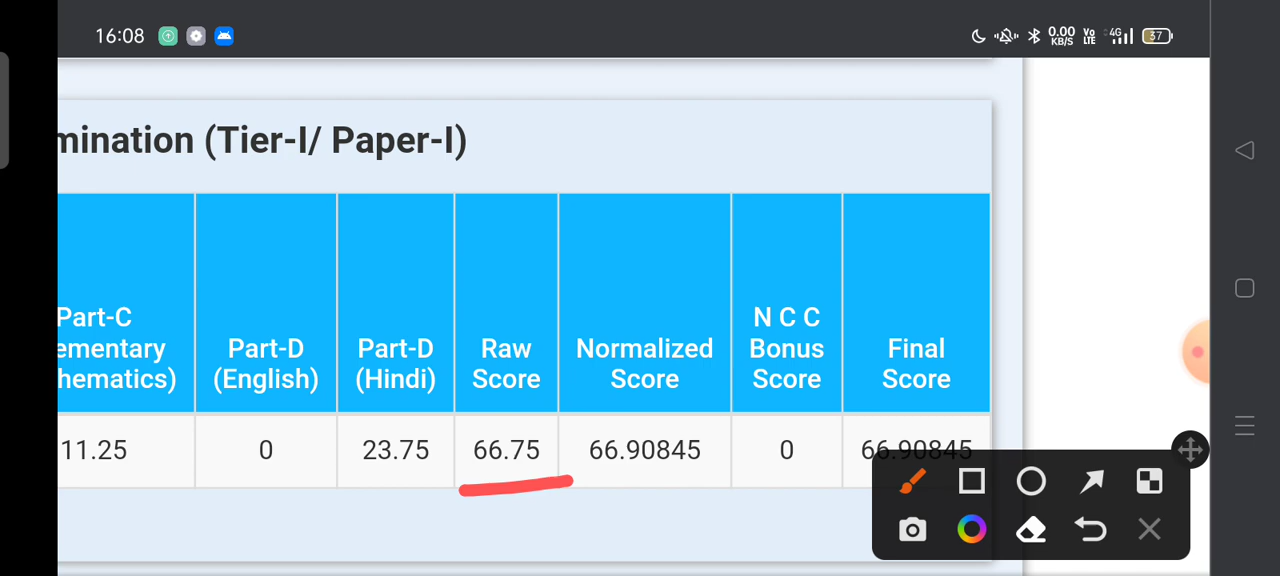 16:08
0.00
KB/S
Vo
LTE
4G
37
mination (Tier-I/ Paper-I)
Part-C
ementary
hematics)
Part-D
(English)
Part-D
(Hindi)
Raw
Score
Normalized
Score
N C C
Bonus
Score
Final
Score
11.25 0 23.75 66.75 66.90845 0 66.90845